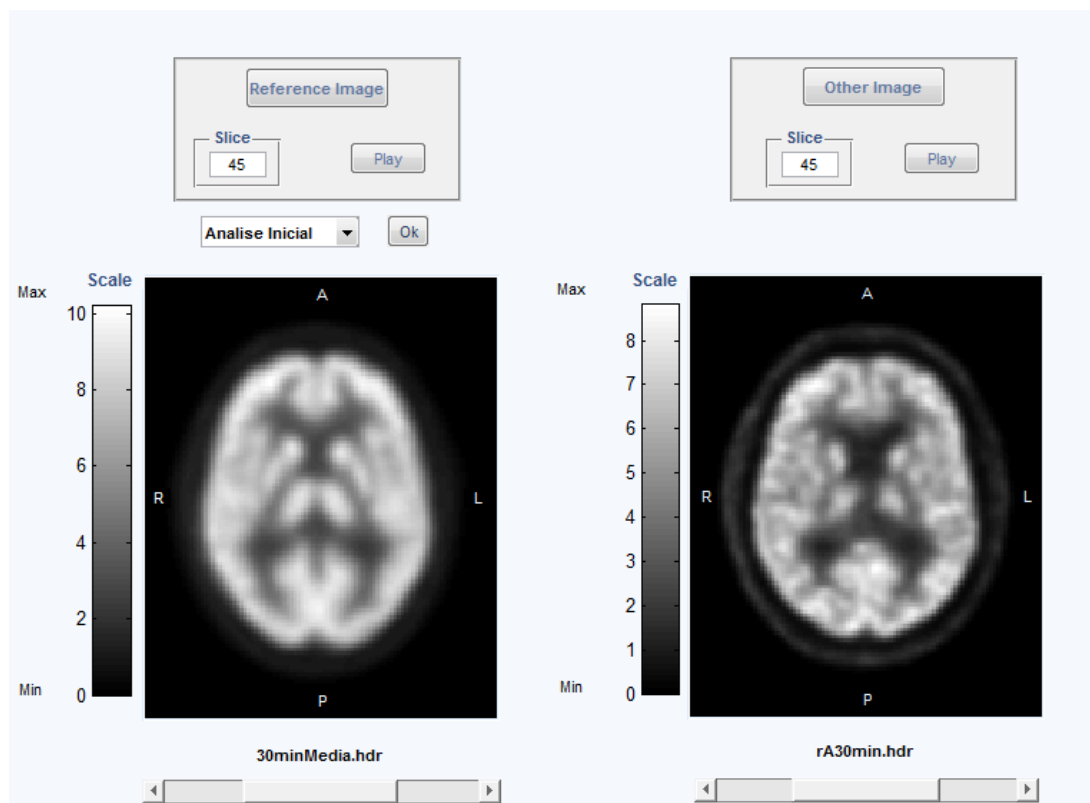 Reference Image
Slice
45
Play
Analise Inicial
Ok
Other Image
Slice
45
Play
Max
Scale
10
8
6
4
2
0
Min
A
R
L
P
30minMedia.hdr
Max
Scale
8
7
6
5
4
3
2
1
0
Min
A
R
L
P
rA30min.hdr